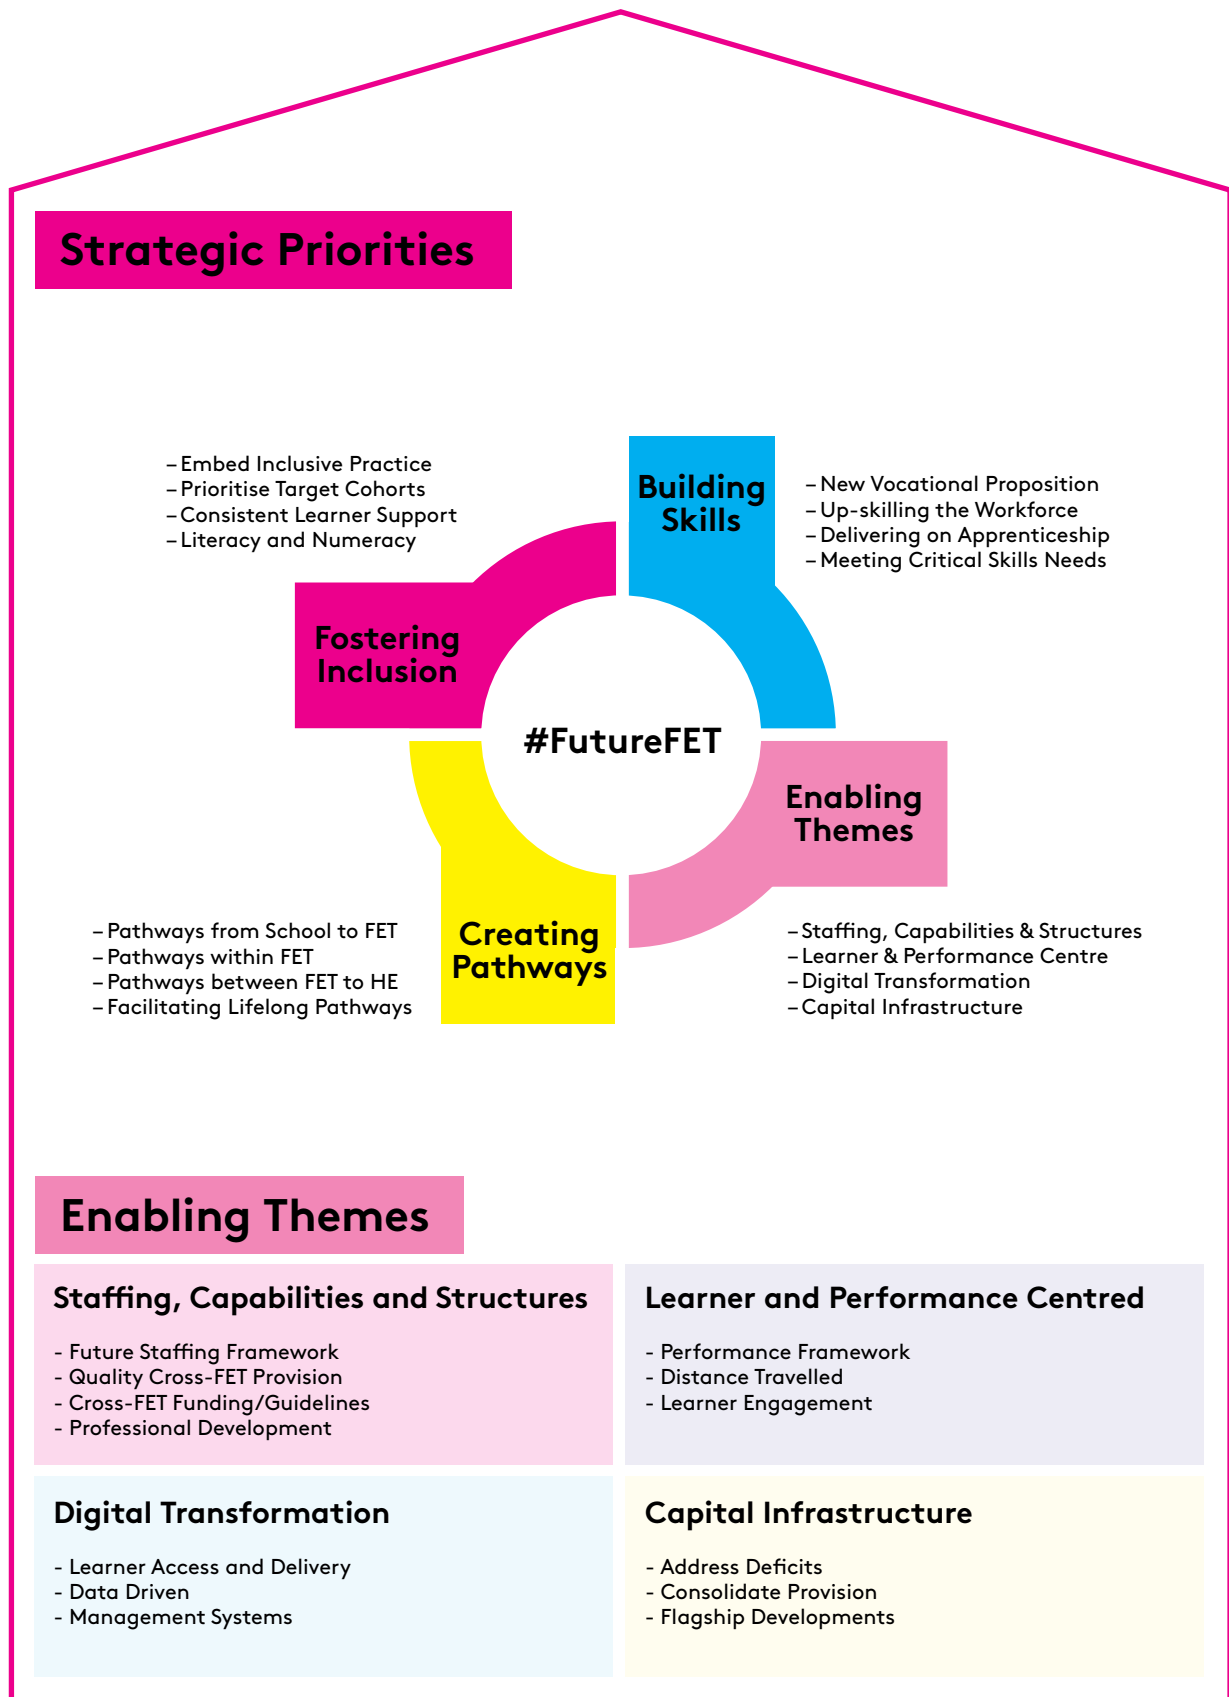 Strategic Priorities
– Embed Inclusive Practice
– Prioritise Target Cohorts
– Consistent Learner Support
– Literacy and Numeracy
Building
Skills
– New Vocational Proposition
– Up-skilling the Workforce
– Delivering on Apprenticeship
– Meeting Critical Skills Needs
Fostering
Inclusion
#FutureFET
Enabling
Themes
– Pathways from School to FET
– Pathways within FET
– Pathways between FET to HE
– Facilitating Lifelong Pathways
Creating
Pathways
– Staffing, Capabilities & Structures
– Learner & Performance Centre
– Digital Transformation
– Capital Infrastructure
Enabling Themes
Staffing, Capabilities and Structures
- Future Staffing Framework
- Quality Cross-FET Provision
- Cross-FET Funding/Guidelines
- Professional Development
Learner and Performance Centred
- Performance Framework
- Distance Travelled
- Learner Engagement
Digital Transformation
- Learner Access and Delivery
- Data Driven
- Management Systems
Capital Infrastructure
- Address Deficits
- Consolidate Provision
- Flagship Developments